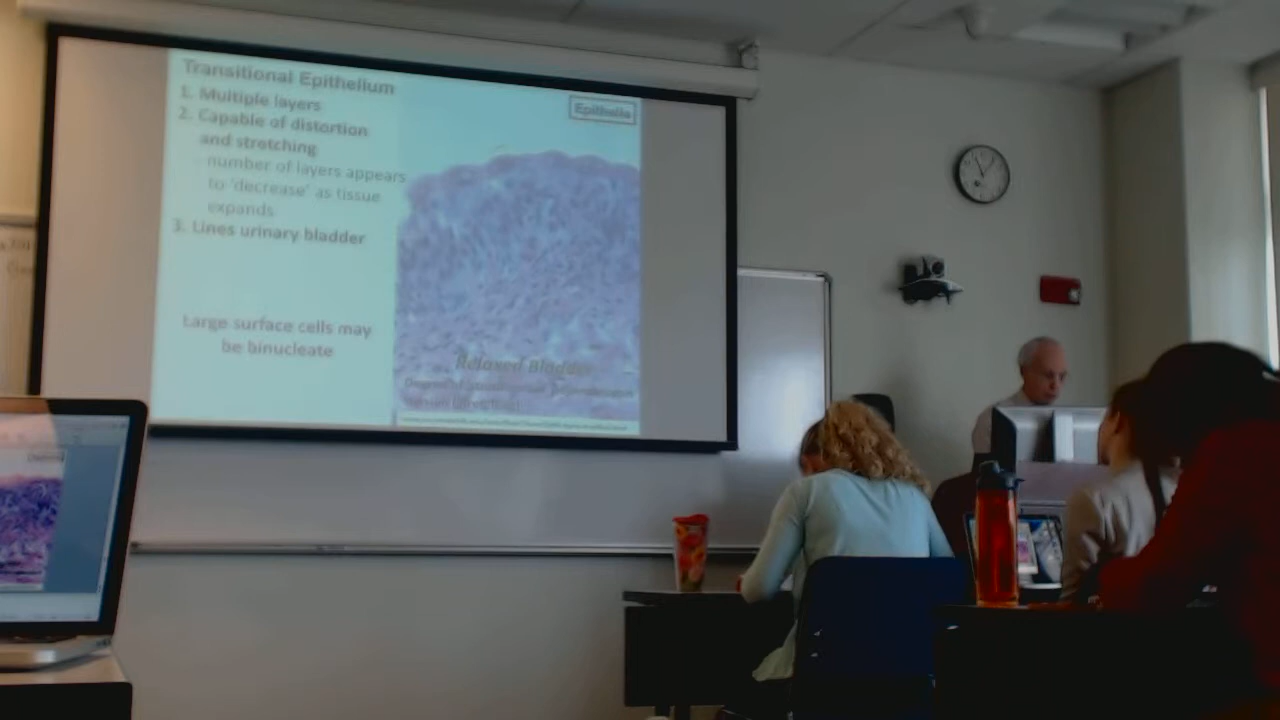 Transitional Epithelium
Epithelia
1. Multiple layers
2. Capable of distortion
and stretching
- number of layers appears
to 'decrease' as tissue
expands
3. Lines urinary bladder
Large surface cells may
be binucleate
Relaxed Bladder